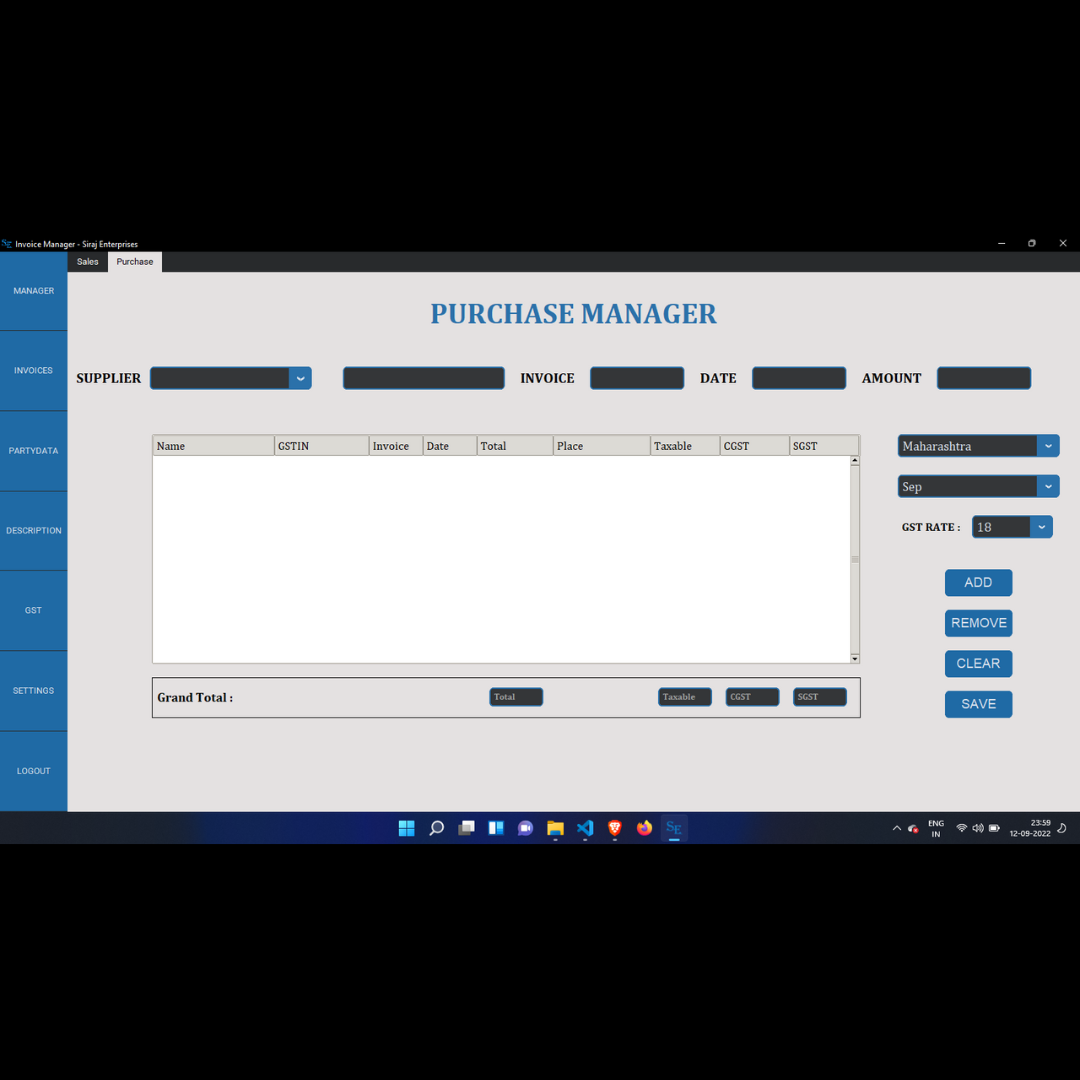 SE Invoice Manager - Siraj Enterprises
Sales Purchase
MANAGER
INVOICES
PARTYDATA
DESCRIPTION
GST
SETTINGS
LOGOUT
PURCHASE MANAGER
SUPPLIER INVOICE DATE AMOUNT
Name GSTIN Invoice Date Total Place Taxable CGST SGST
Maharashtra
Sep
GST RATE : 18
ADD
REMOVE
CLEAR
SAVE
Grand Total : Total Taxable CGST SGST
SE
ENG
IN
23:59
12-09-2022